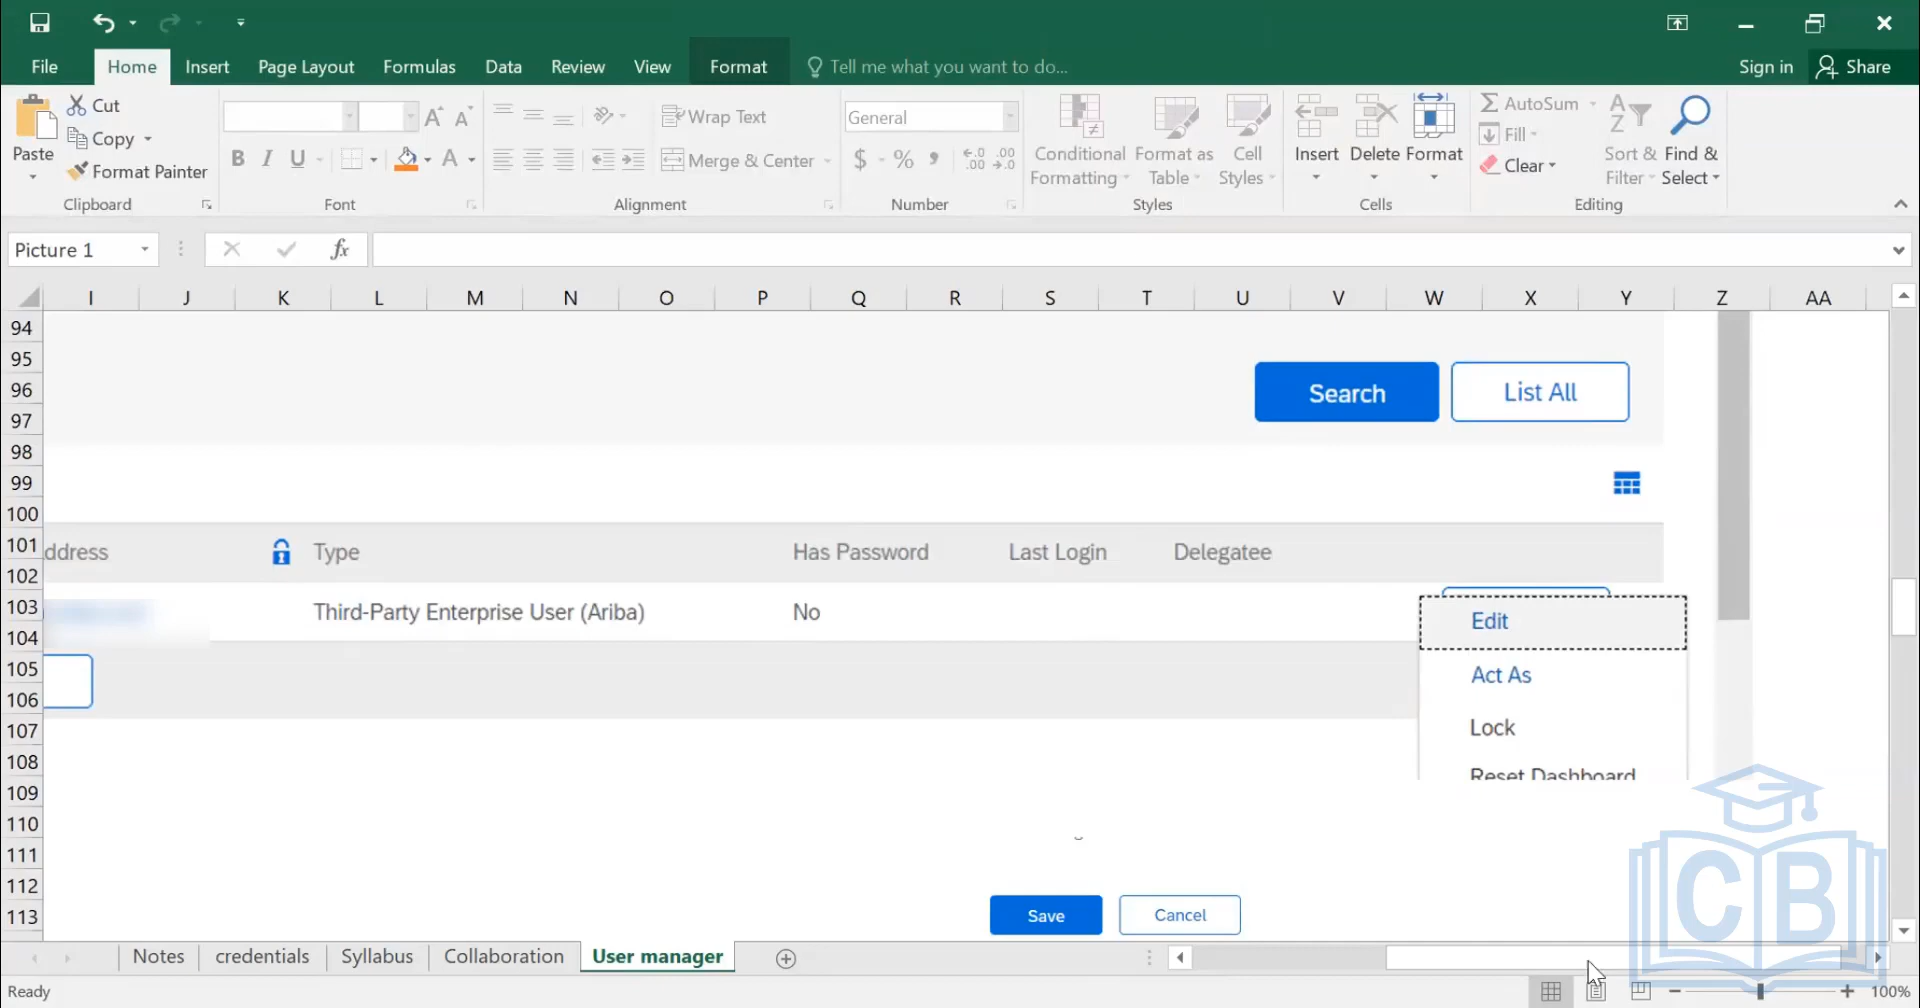 File Home Insert Page Layout Formulas Data Review View Format Tell me what you want to do... Sign in Share
Cut
Copy
Format Painter
Paste
Clipboard
B I U A
Font
Wrap Text
Merge & Center
Alignment
General
$ % ,
Number
Conditional Formatting
Format as Table
Cell Styles
Styles
Insert Delete Format
Cells
AutoSum
Fill
Clear
Sort & Filter
Find & Select
Editing
Picture 1 fx
I J K L M N O P Q R S T U V W X Y Z AA
94
95
96
97
98
99
100
101
102
103
104
105
106
107
108
109
110
111
112
113
Search List All
ddress Type Has Password Last Login Delegatee
Third-Party Enterprise User (Ariba) No
Edit
Act As
Lock
Reset Dashboard
Save Cancel
CB
Notes credentials Syllabus Collaboration User manager
Ready 100%